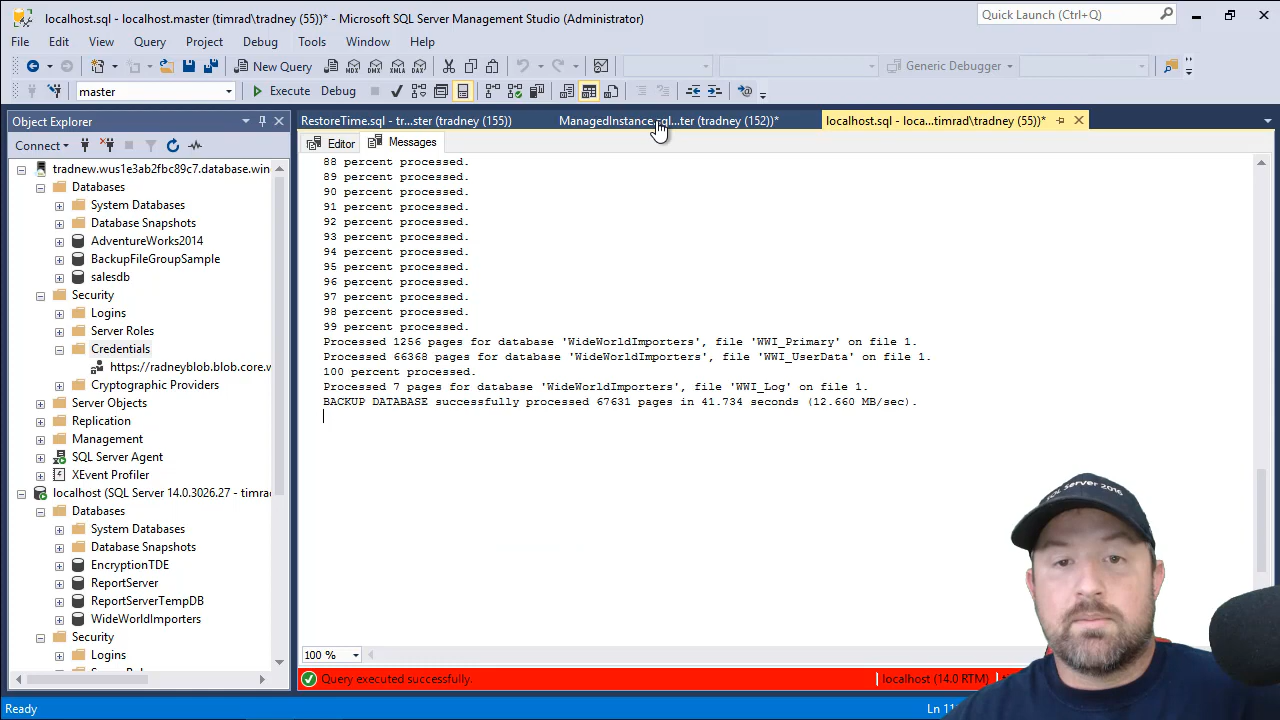 localhost.sql - localhost.master (timrad\tradney (55))* - Microsoft SQL Server Management Studio (Administrator)
Quick Launch (Ctrl+Q)
File Edit View Query Project Debug Tools Window Help
New Query
Generic Debugger
master
Execute Debug
Object Explorer
RestoreTime.sql - tr...ster (tradney (155))
ManagedInstance.sql...ter (tradney (152))*
localhost.sql - loca...timrad\tradney (55))*
Connect
Editor
Messages
tradnew.wus1e3ab2fbc89c7.database.win
Databases
System Databases
Database Snapshots
AdventureWorks2014
BackupFileGroupSample
salesdb
Security
Logins
Server Roles
Credentials
https://radneyblob.blob.core.w
Cryptographic Providers
Server Objects
Replication
Management
SQL Server Agent
XEvent Profiler
localhost (SQL Server 14.0.3026.27 - timrad
Databases
System Databases
Database Snapshots
EncryptionTDE
ReportServer
ReportServerTempDB
WideWorldImporters
Security
Logins
88 percent processed.
89 percent processed.
90 percent processed.
91 percent processed.
92 percent processed.
93 percent processed.
94 percent processed.
95 percent processed.
96 percent processed.
97 percent processed.
98 percent processed.
99 percent processed.
Processed 1256 pages for database 'WideWorldImporters', file 'WWI_Primary' on file 1.
Processed 66368 pages for database 'WideWorldImporters', file 'WWI_UserData' on file 1.
100 percent processed.
Processed 7 pages for database 'WideWorldImporters', file 'WWI_Log' on file 1.
BACKUP DATABASE successfully processed 67631 pages in 41.734 seconds (12.660 MB/sec).
SQL Server 2016
100 %
Query executed successfully.
localhost (14.0 RTM)
Ready
Ln 11